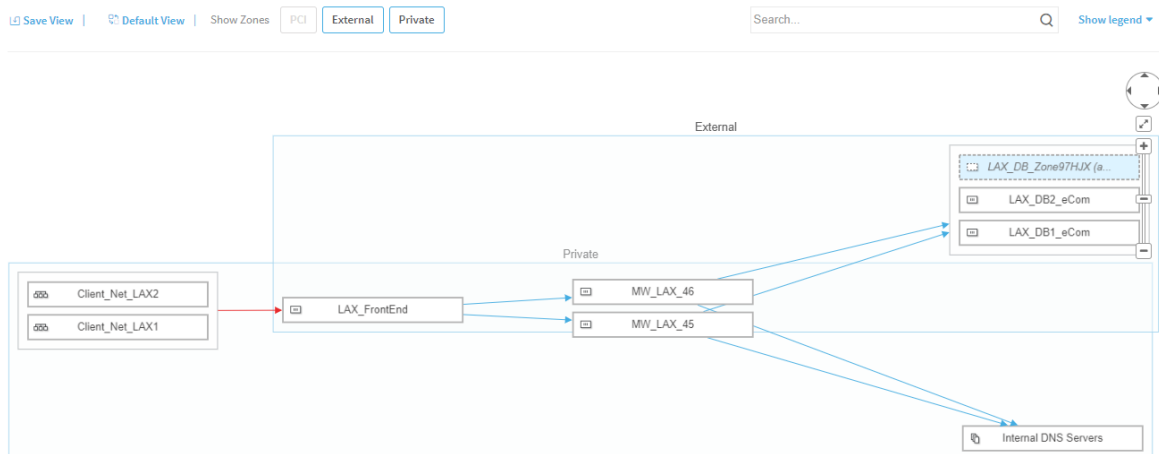 Save View | Default View | Show Zones PCI External Private Search... Show legend
External
LAX_DB_Zone97HJX (a...
LAX_DB2_eCom
LAX_DB1_eCom
Private
Client_Net_LAX2
MW_LAX_46
LAX_FrontEnd
Client_Net_LAX1
MW_LAX_45
Internal DNS Servers